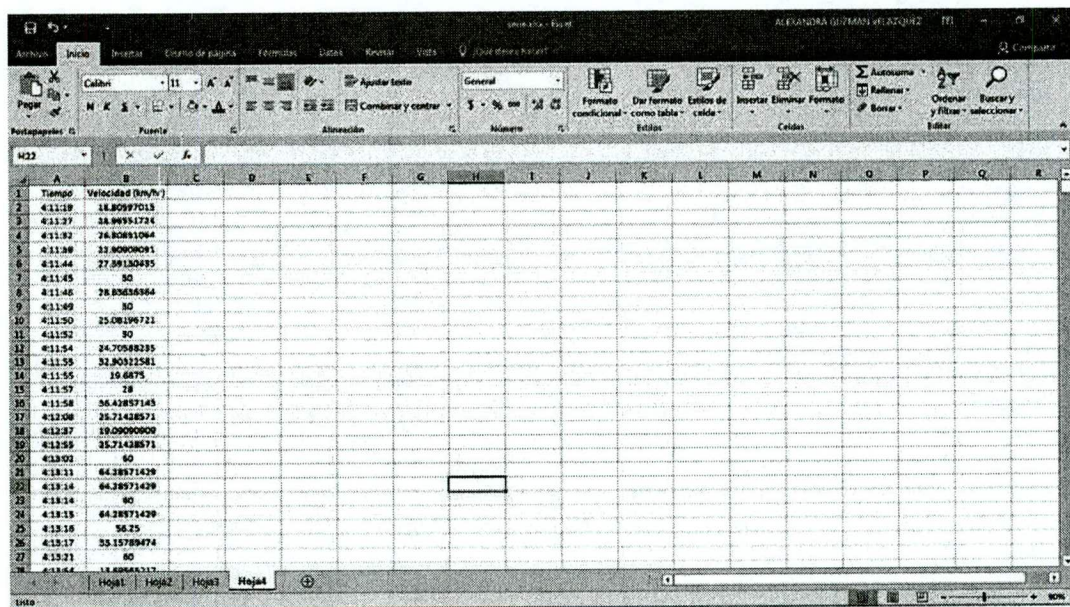 ALEXANDRA GUZMAN VELAZQUEZ
Archivo Inicio Insertar Diseño de página Fórmulas Datos Revisar Vista ¿Qué desea hacer? Compartir
Pegar Calibri 11 Ajustar texto General Formato condicional Dar formato como tabla Estilos de celda Insertar Eliminar Formato Autosuma Ordenar y filtrar Buscar y seleccionar
N K S Combinar y centrar $ % 000 Rellenar
Borrar
Portapapeles Fuente Alineación Número Estilos Celdas Editar
H22 fx
A B C D E F G H I J K L M N O P Q R
1 Tiempo Velocidad (km/hr)
2 4:11:19 18.80597015
3 4:11:27
4 4:11:32
5
6 4:11:44 27.39130435
7 4:11:45 30
8 4:11:46 28.63636364
9 4:11:49 30
10 4:11:50 25.08196721
11 4:11:52 30
12 4:11:54 24.70588235
13 4:11:55 32.90322581
14 4:11:55 19.6875
15 4:11:57 28
16 4:11:58 36.42857143
17 4:12:08 25.71428571
18 4:12:37 19.09090909
19 4:12:55 35.71428571
20 60
21 4:13:11 64.28571429
22 4:13:14 64.28571429
23 4:13:14 60
24 4:13:15 64.28571429
25 4:13:16 56.25
26 4:13:17 53.15789474
27 4:13:21 60
Hoja1 Hoja2 Hoja3 Hoja4
Listo 90%